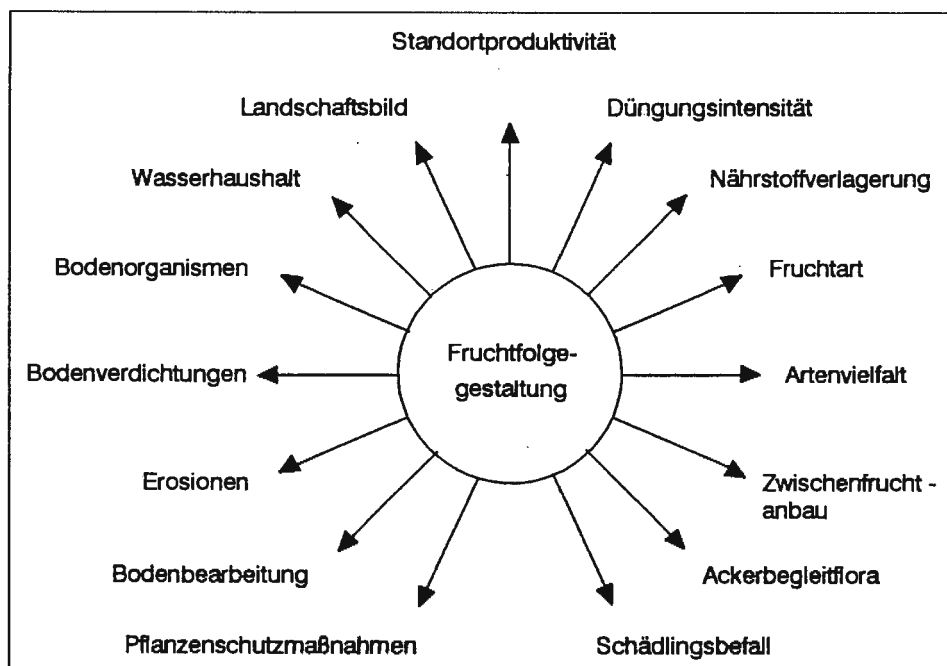 Standortproduktivität
Landschaftsbild
Düngungsintensität
Wasserhaushalt
Nährstoffverlagerung
Bodenorganismen
Fruchtart
Fruchtfolge-
gestaltung
Bodenverdichtungen
Artenvielfalt
Erosionen
Zwischenfrucht -
anbau
Bodenbearbeitung
Ackerbegleitflora
Pflanzenschutzmaßnahmen
Schädlingsbefall